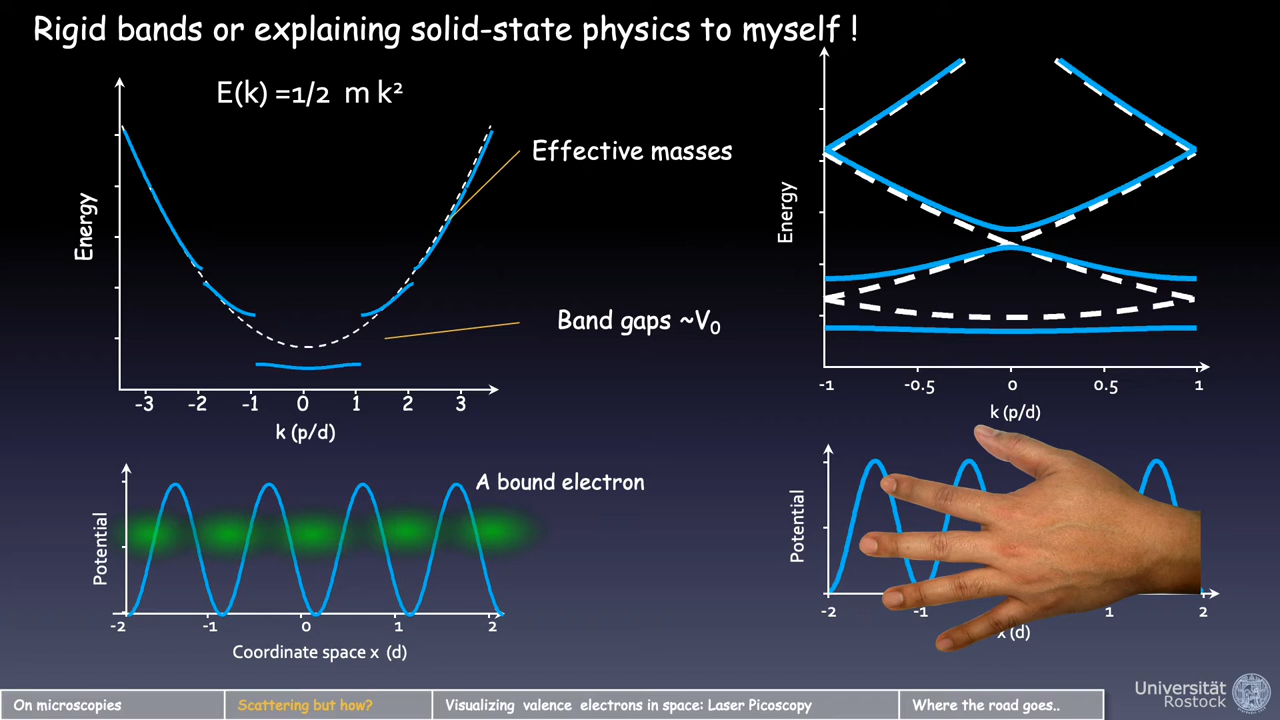 Rigid bands or explaining solid-state physics to myself !
E(k) =1/2 m k²
Effective masses
Energy
Band gaps ~V₀
-3 -2 -1 0 1 2 3
k (p/d)
Energy
-1 -0.5 0 0.5 1
k (p/d)
A bound electron
Potential
-2 -1 0 1 2
Coordinate space x (d)
Potential
-2 -1 1 2
x (d)
On microscopies
Scattering but how?
Visualizing valence electrons in space: Laser Picoscopy
Where the road goes..
Universität
Rostock